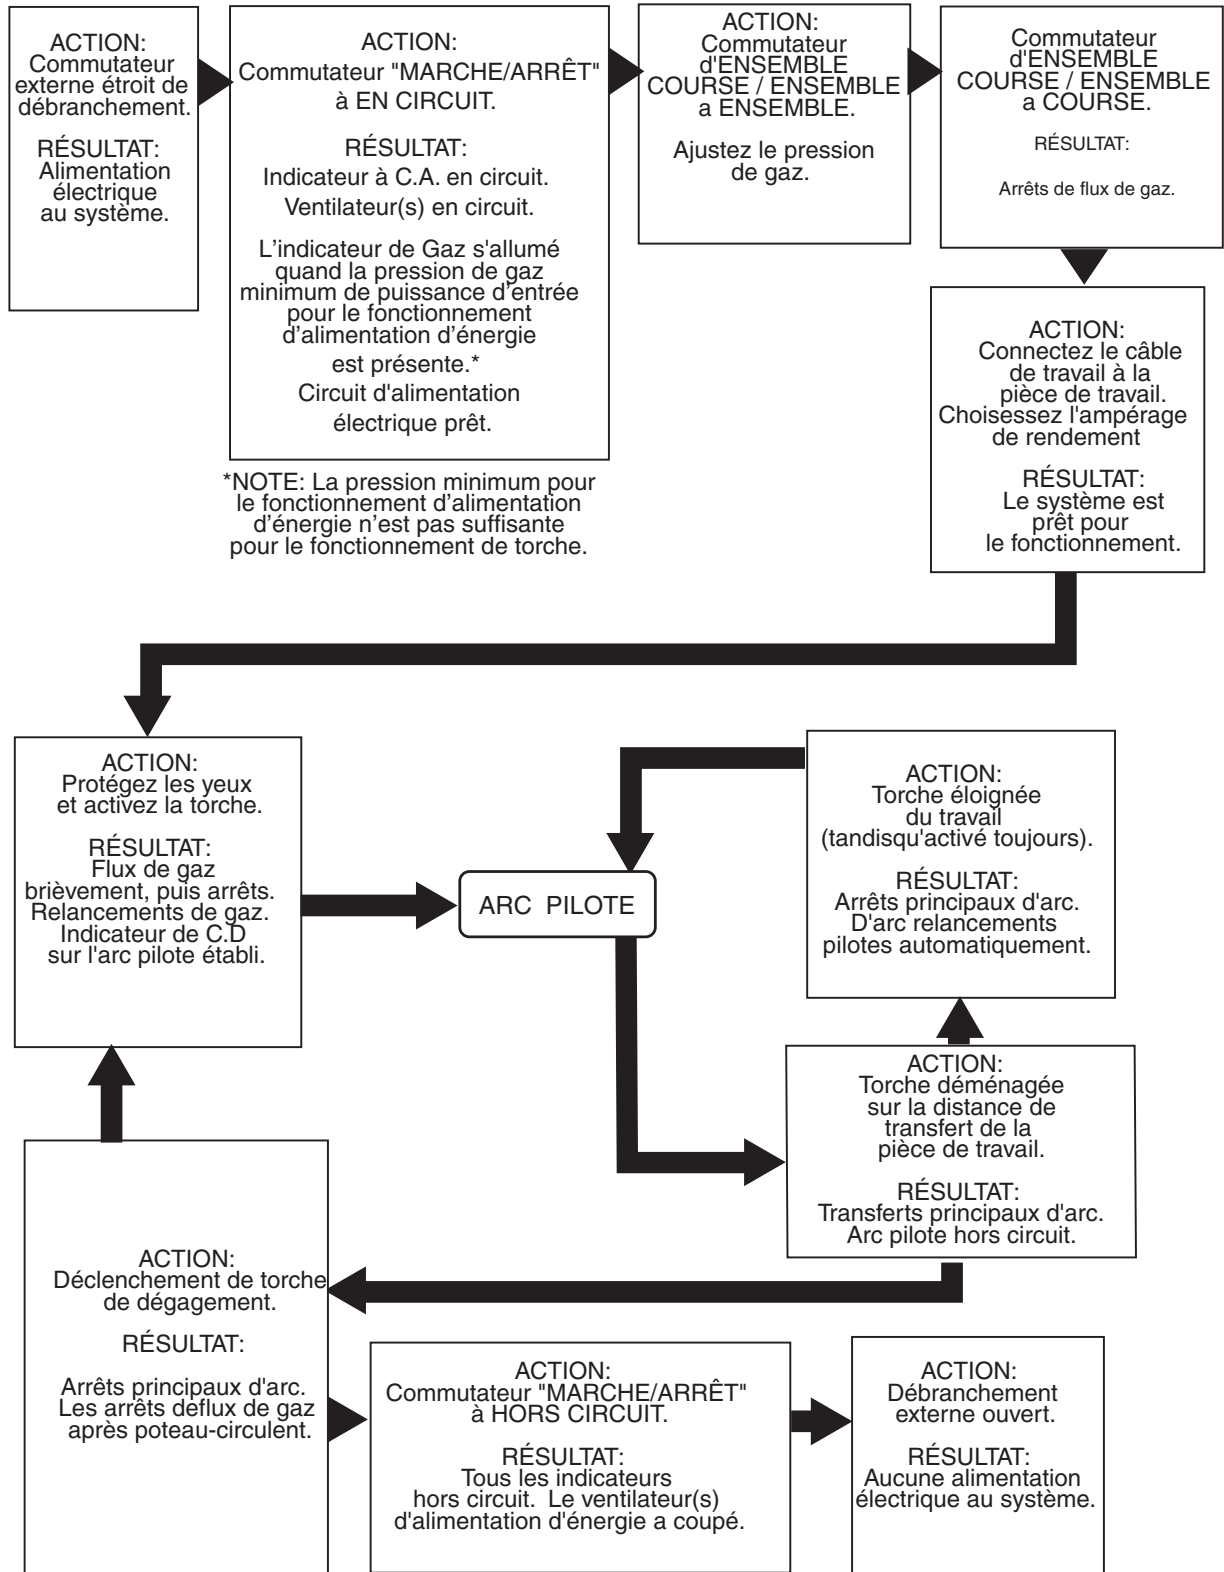 ACTION:
Commutateur
externe étroit de
débranchement.
RÉSULTAT:
Alimentation
électrique
au système.
ACTION:
Commutateur "MARCHE/ARRÊT"
à EN CIRCUIT.
RÉSULTAT:
Indicateur à C.A. en circuit.
Ventilateur(s) en circuit.
L'indicateur de Gaz s'allumé
quand la pression de gaz
minimum de puissance d'entrée
pour le fonctionnement
d'alimentation d'énergie
est présente.*
Circuit d'alimentation
électrique prêt.
*NOTE: La pression minimum pour
le fonctionnement d'alimentation
d'énergie n'est pas suffisante
pour le fonctionnement de torche.
ACTION:
Commutateur
d'ENSEMBLE
COURSE / ENSEMBLE
a ENSEMBLE.
Ajustez le pression
de gaz.
Commutateur
d'ENSEMBLE
COURSE / ENSEMBLE
a COURSE.
RÉSULTAT:
Arrêts de flux de gaz.
ACTION:
Connectez le câble
de travail à la
pièce de travail.
Choisessez l'ampérage
de rendement
RÉSULTAT:
Le système est
prêt pour
le fonctionnement.
ACTION:
Protégez les yeux
et activez la torche.
RÉSULTAT:
Flux de gaz
brièvement, puis arrêts.
Relancements de gaz.
Indicateur de C.D
sur l'arc pilote établi.
ARC PILOTE
ACTION:
Torche éloignée
du travail
(tandisqu'activé toujours).
RÉSULTAT:
Arrêts principaux d'arc.
D'arc relancements
pilotes automatiquement.
ACTION:
Torche déménagée
sur la distance de
transfert de la
pièce de travail.
RÉSULTAT:
Transferts principaux d'arc.
Arc pilote hors circuit.
ACTION:
Déclenchement de torche
de dégagement.
RÉSULTAT:
Arrêts principaux d'arc.
Les arrêts deflux de gaz
après poteau-circulent.
ACTION:
Commutateur "MARCHE/ARRÊT"
à HORS CIRCUIT.
RÉSULTAT:
Tous les indicateurs
hors circuit. Le ventilateur(s)
d'alimentation d'énergie a coupé.
ACTION:
Débranchement
externe ouvert.
RÉSULTAT:
Aucune alimentation
électrique au système.